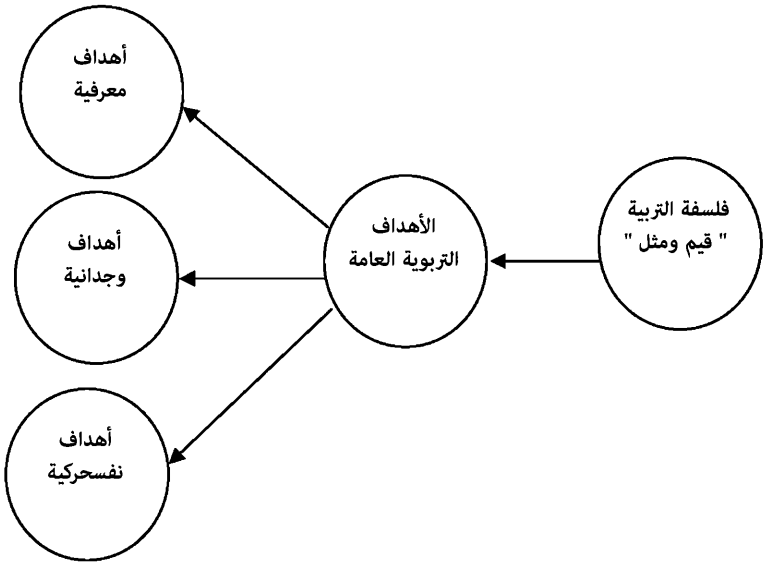 فلسفة التربية
" قيم ومثل "
الأهداف
التربوية العامة
أهداف
معرفية
أهداف
وجدانية
أهداف
نفسحركية